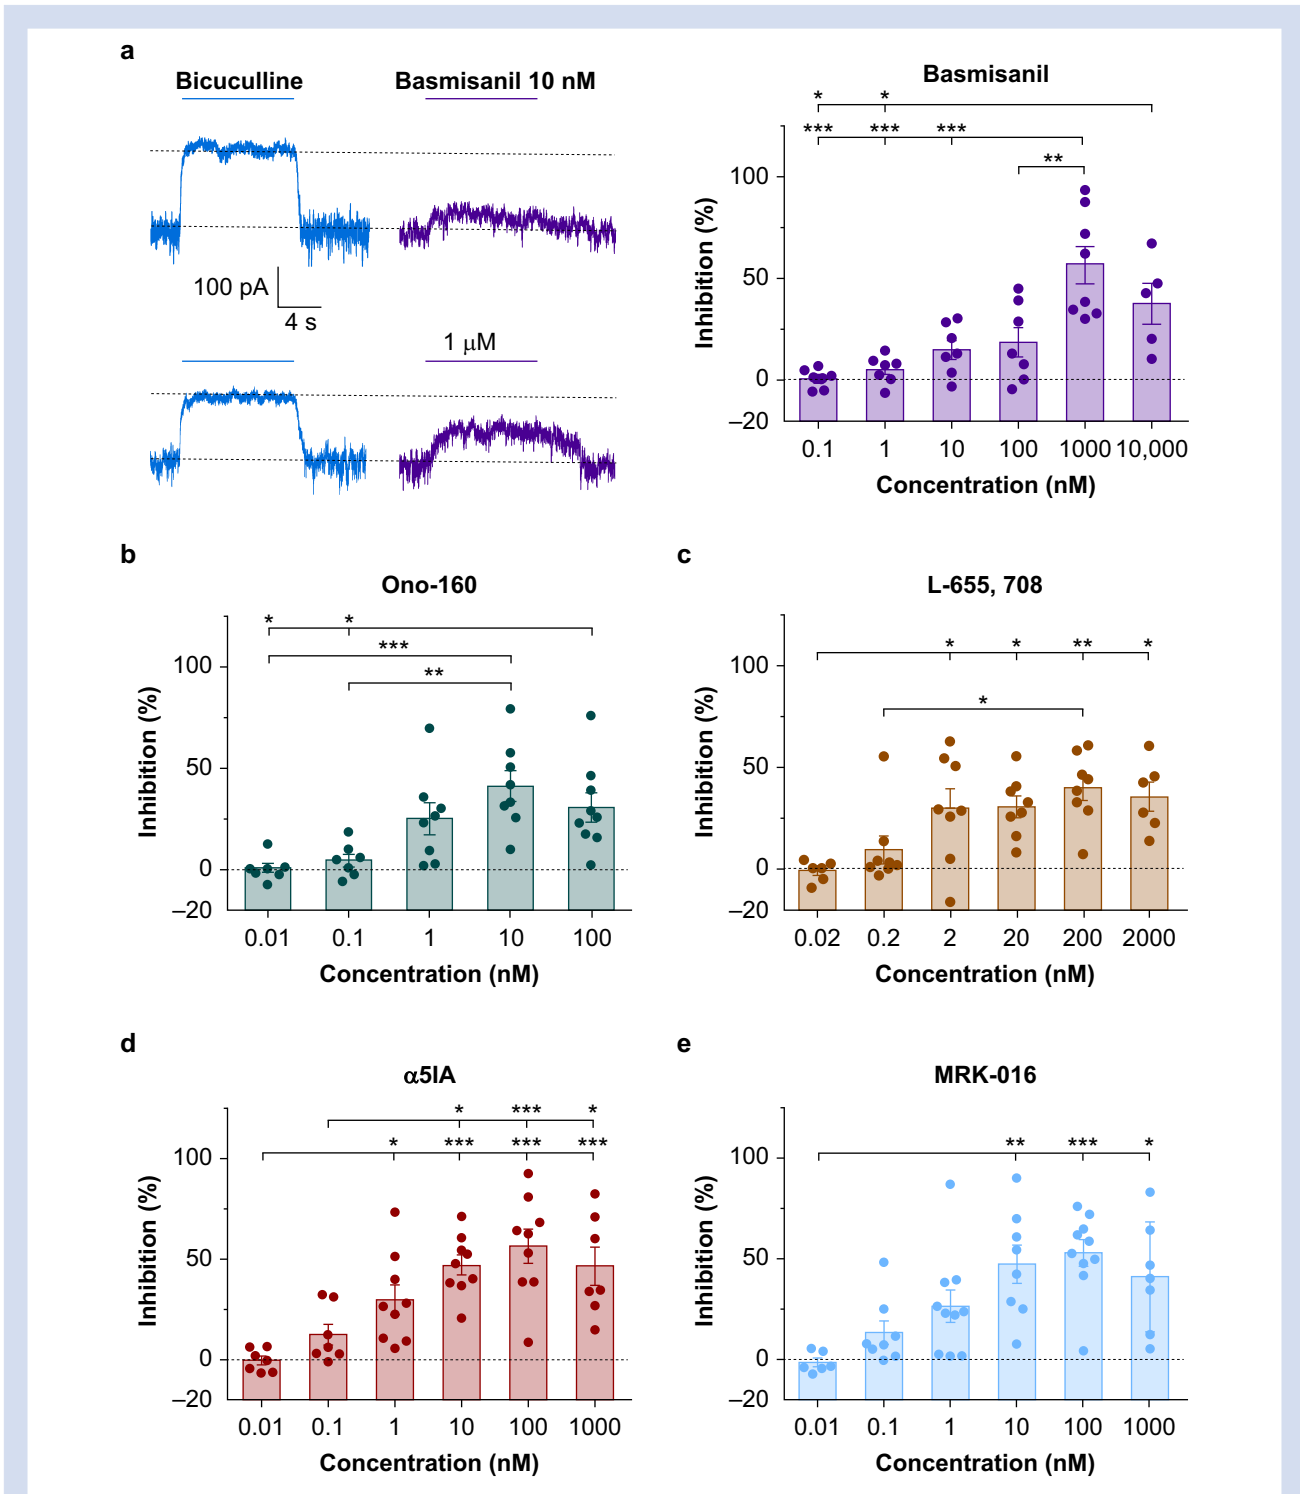 a
Bicuculline
Basmisanil 10 nM
100 pA
4 s
1 μM
Basmisanil
* *
*** *** ***
**
Inhibition (%)
100
50
0
–20
0.1 1 10 100 1000 10,000
Concentration (nM)
b
Ono-160
* *
***
**
Inhibition (%)
100
50
0
–20
0.01 0.1 1 10 100
Concentration (nM)
c
L-655, 708
* * ** *
*
Inhibition (%)
100
50
0
–20
0.02 0.2 2 20 200 2000
Concentration (nM)
d
α5IA
* *** *
* *** *** ***
Inhibition (%)
100
50
0
–20
0.01 0.1 1 10 100 1000
Concentration (nM)
e
MRK-016
** *** *
Inhibition (%)
100
50
0
–20
0.01 0.1 1 10 100 1000
Concentration (nM)